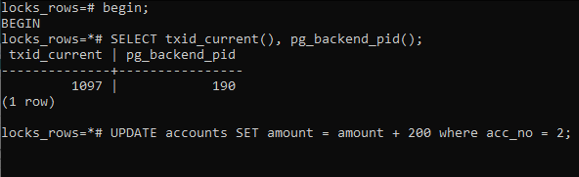 locks_rows=# begin;
BEGIN
locks_rows=*# SELECT txid_current(), pg_backend_pid();
 txid_current | pg_backend_pid
--------------+----------------
         1097 |            190
(1 row)

locks_rows=*# UPDATE accounts SET amount = amount + 200 where acc_no = 2;